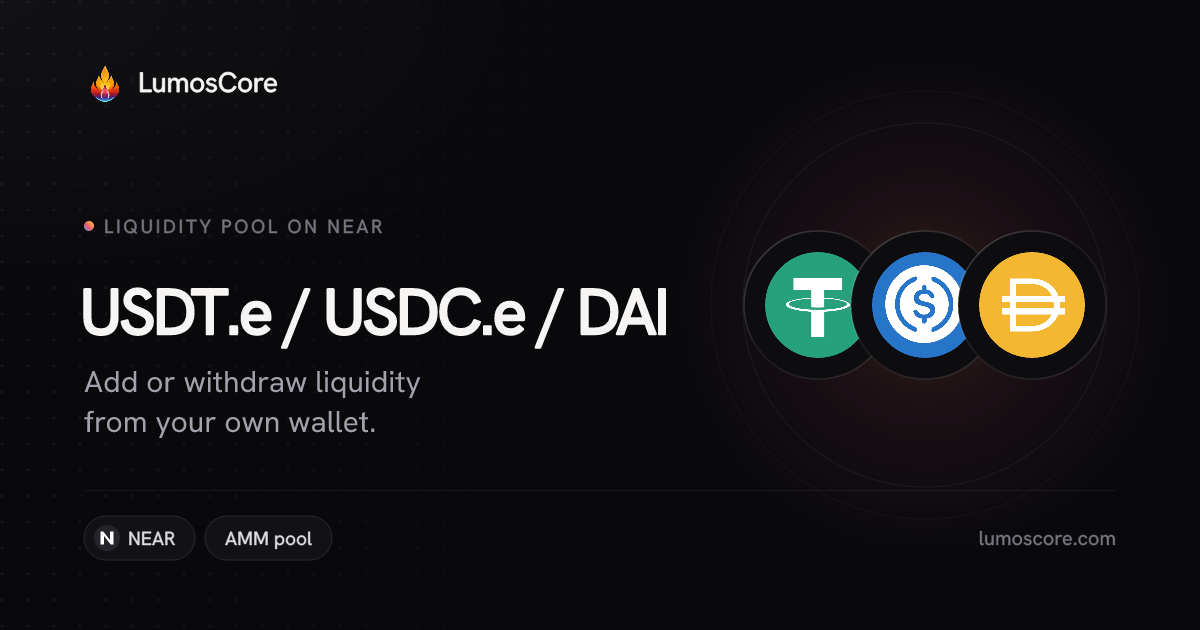 LumosCore
LIQUIDITY POOL ON NEAR
USDT.e / USDC.e / DAI
Add or withdraw liquidity
from your own wallet.
NEAR
AMM pool
lumoscore.com